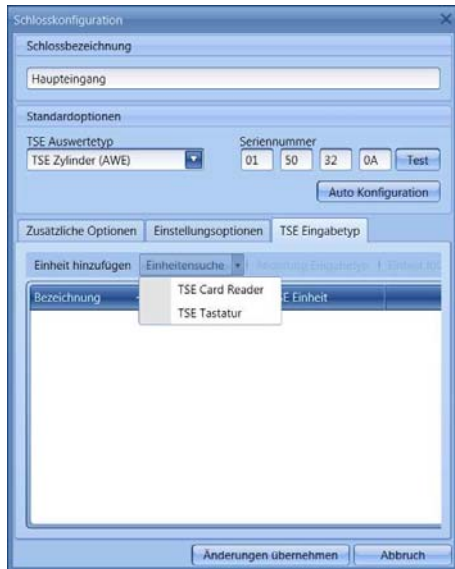 Schlosskonfiguration
Schlossbezeichnung
Haupteingang
Standardoptionen
TSE Auswertetyp Seriennummer
TSE Zylinder (AWE) 01 50 32 0A Test
Auto Konfiguration
Zusätzliche Optionen Einstellungsoptionen TSE Eingabetyp
Einheit hinzufügen Einheitensuche
Bezeichnung Einheit
TSE Card Reader
TSE Tastatur
Änderungen übernehmen Abbruch